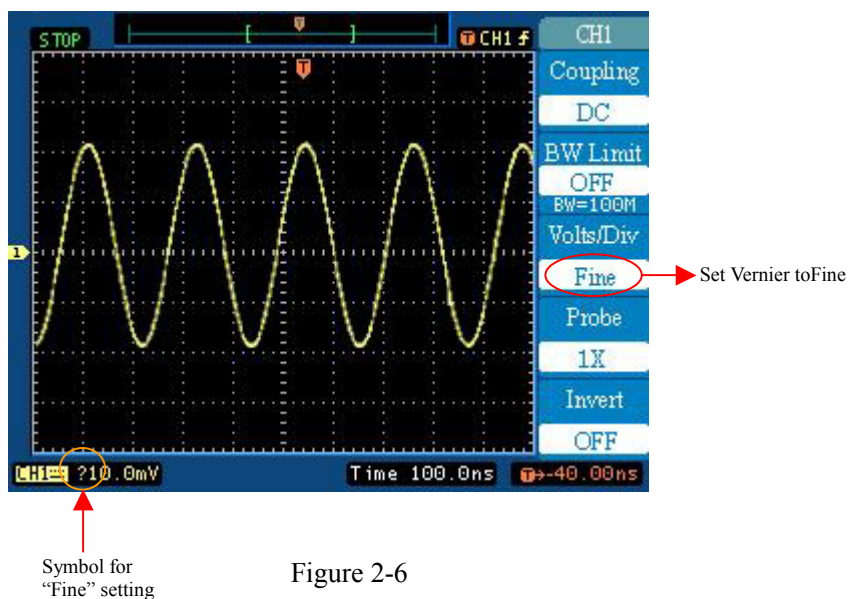 STOP
T
CH1
CH1
T
Coupling
DC
BW Limit
OFF
BW=100M
Volts/Div
1
Fine
Set Vernier toFine
Probe
1X
Invert
OFF
CH1 ?10.0mV
Time 100.0ns
T→-40.00ns
Symbol for
“Fine” setting
Figure 2-6